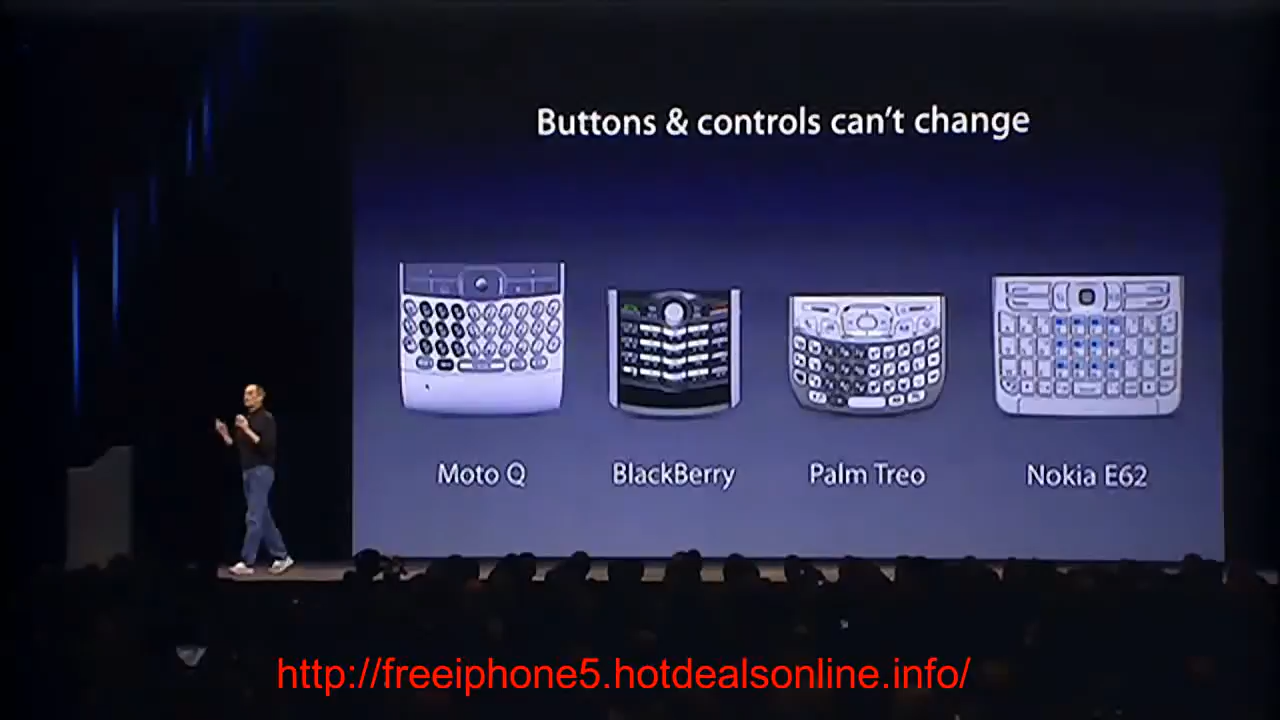 Buttons & controls can't change
Moto Q
BlackBerry
Palm Treo
Nokia E62
http://freeiphone5.hotdealsonline.info/